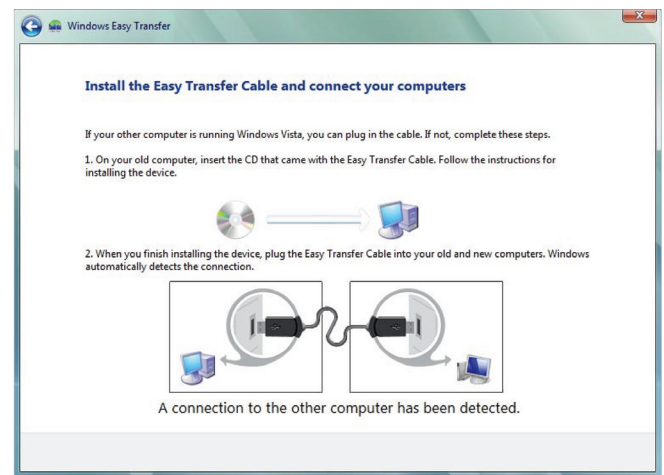 Windows Easy Transfer
Install the Easy Transfer Cable and connect your computers
If your other computer is running Windows Vista, you can plug in the cable. If not, complete these steps.
1. On your old computer, insert the CD that came with the Easy Transfer Cable. Follow the instructions for
installing the device.
2. When you finish installing the device, plug the Easy Transfer Cable into your old and new computers. Windows
automatically detects the connection.
A connection to the other computer has been detected.